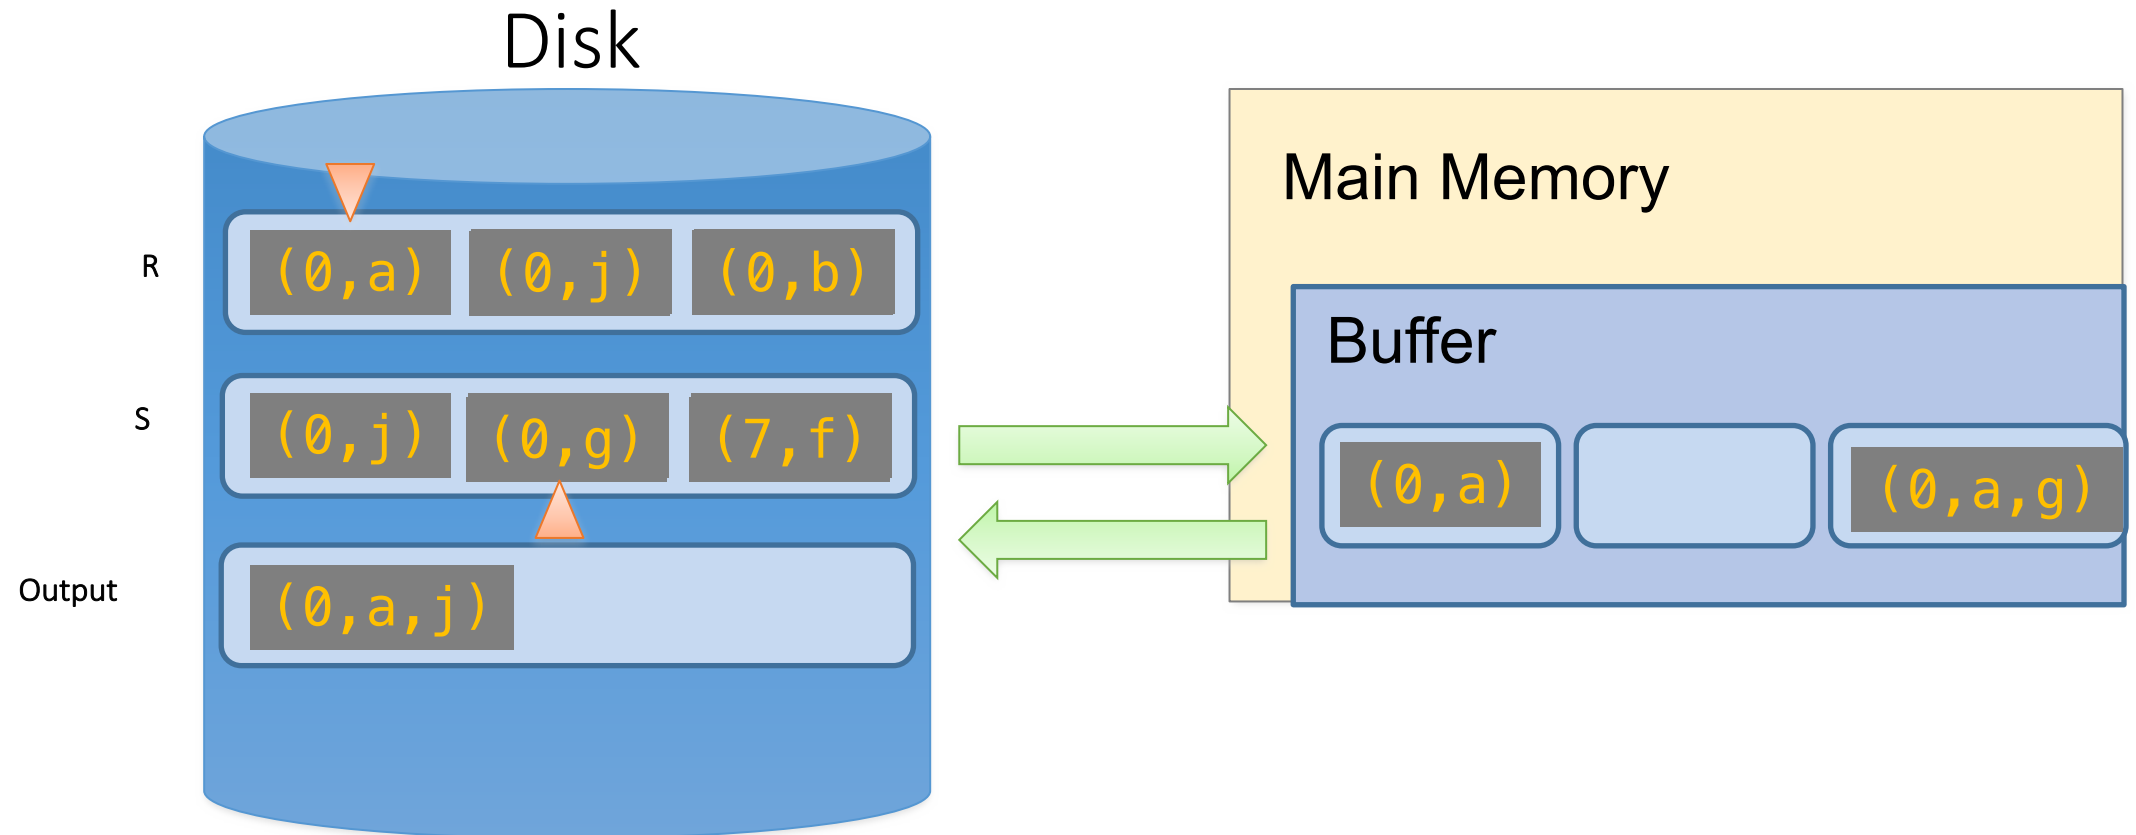 Disk
Main Memory
R
(0,a) (0,j) (0,b)
Buffer
S
(0,j) (0,g) (7,f)
(0,a) (0,a,g)
Output
(0,a,j)